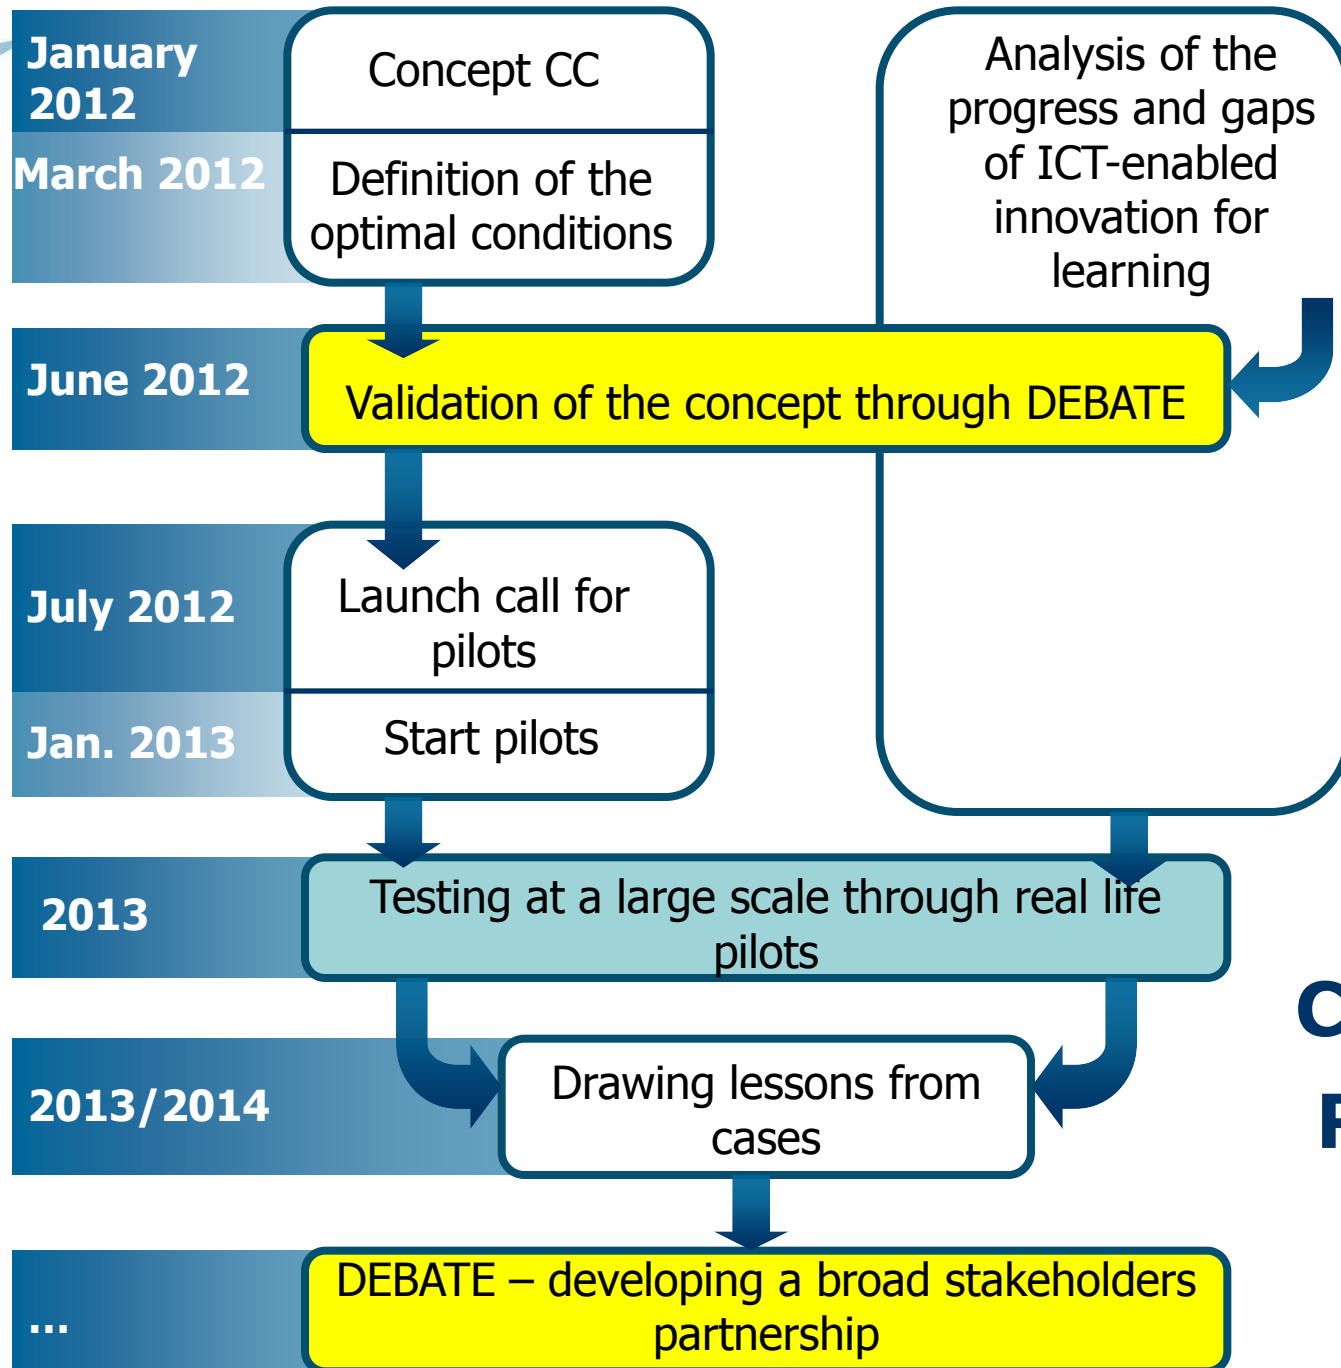 January
2012
Concept CC
March 2012
Definition of the
optimal conditions
Analysis of the
progress and gaps
of ICT-enabled
innovation for
learning
June 2012
Validation of the concept through DEBATE
July 2012
Launch call for
pilots
Jan. 2013
Start pilots
2013
Testing at a large scale through real life
pilots
2013/2014
Drawing lessons from
cases
...
DEBATE – developing a broad stakeholders
partnership